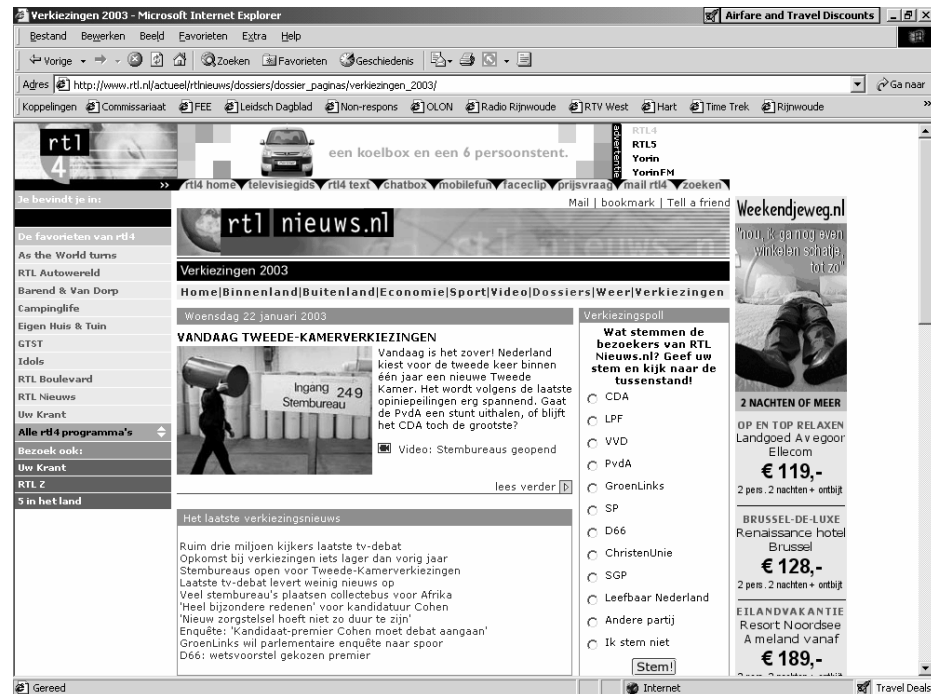 Verkiezingen 2003 - Microsoft Internet Explorer
Airfare and Travel Discounts
Bestand Bewerken Beeld Favorieten Extra Help
Vorige Zoeken Favorieten Geschiedenis
Adres http://www.rtl.nl/actueel/rtlnieuws/dossiers/dossier_paginas/verkiezingen_2003/ Ga naar
Koppelingen Commissariaat FEE Leidsch Dagblad Non-respons OLON Radio Rijnwoude RTV West Hart Time Trek Rijnwoude »
rtl
4
een koelbox en een 6 persoonstent.
advertentie
RTL4
RTL5
Yorin
YorinFM
>>
rtl4 home televisiegids rtl4 text chatbox mobilefun faceclip prijsvraag mail rtl4 zoeken
Je bevindt je in:
Mail | bookmark | Tell a friend
rtl nieuws.nl
De favorieten van rtl4
As the World turns
RTL Autowereld
Barend & Van Dorp
Campinglife
Eigen Huis & Tuin
GTST
Idols
RTL Boulevard
RTL Nieuws
Uw Krant
Alle rtl4 programma's
Bezoek ook:
Uw Krant
RTL Z
5 in het land
Verkiezingen 2003
Home|Binnenland|Buitenland|Economie|Sport|Video|Dossiers|Weer|Verkiezingen
Woensdag 22 januari 2003
VANDAAG TWEEDE-KAMERVERKIEZINGEN
Ingang 249
Stembureau
Vandaag is het zover! Nederland
kiest voor de tweede keer binnen
één jaar een nieuwe Tweede
Kamer. Het wordt volgens de laatste
opiniepeilingen erg spannend. Gaat
de PvdA een stunt uithalen, of blijft
het CDA toch de grootste?
Video: Stembureaus geopend
lees verder
Het laatste verkiezingsnieuws
Ruim drie miljoen kijkers laatste tv-debat
Opkomst bij verkiezingen iets lager dan vorig jaar
Stembureaus open voor Tweede-Kamerverkiezingen
Laatste tv-debat levert weinig nieuws op
Veel stembureau's plaatsen collectebus voor Afrika
'Heel bijzondere redenen' voor kandidatuur Cohen
'Nieuw zorgstelsel hoeft niet zo duur te zijn'
Enquête: 'Kandidaat-premier Cohen moet debat aangaan'
GroenLinks wil parlementaire enquête naar spoor
D66: wetsvoorstel gekozen premier
Verkiezingspoll
Wat stemmen de
bezoekers van RTL
Nieuws.nl? Geef uw
stem en kijk naar de
tussenstand!
CDA
LPF
VVD
PvdA
GroenLinks
SP
D66
ChristenUnie
SGP
Leefbaar Nederland
Andere partij
Ik stem niet
Stem!
Weekendjeweg.nl
"nou, ik ga nog even
winkelen schatje,
tot zo"
2 NACHTEN OF MEER
OP EN TOP RELAXEN
Landgoed Avegoor
Ellecom
€ 119,-
2 pers. 2 nachten + ontbijt
BRUSSEL-DE-LUXE
Renaissance hotel
Brussel
€ 128,-
2 pers. 2 nachten + ontbijt
EILANDVAKANTIE
Resort Noordsee
Ameland vanaf
€ 189,-
Gereed
Internet
Travel Deals